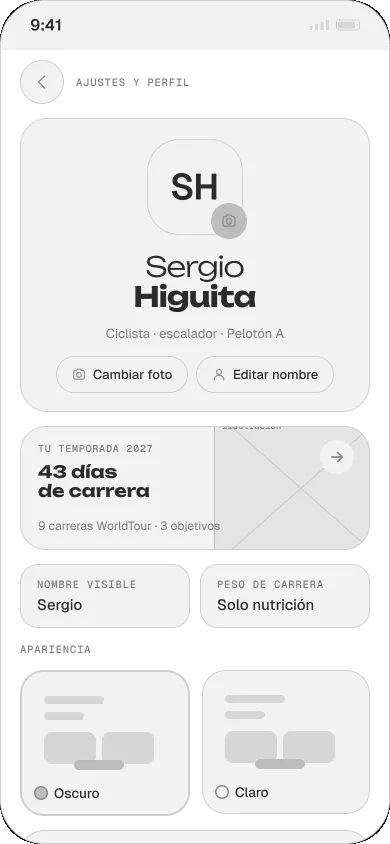 9:41
AJUSTES Y PERFIL
SH
Sergio
Higuita
Ciclista · escalador · Pelotón A
Cambiar foto
Editar nombre
TU TEMPORADA 2027
43 días
de carrera
9 carreras WorldTour · 3 objetivos
NOMBRE VISIBLE
Sergio
PESO DE CARRERA
Solo nutrición
APARIENCIA
Oscuro
Claro